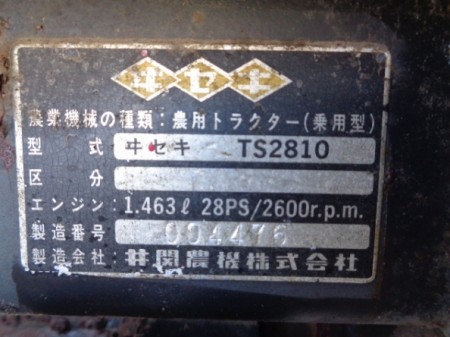 ヰセキ
農業機械の種類:農用トラクター(乗用型)
型式 ヰセキ TS2810
区分
エンジン:1.463ℓ 28PS/2600r.p.m.
製造番号 004476
製造会社:井関農機株式会社